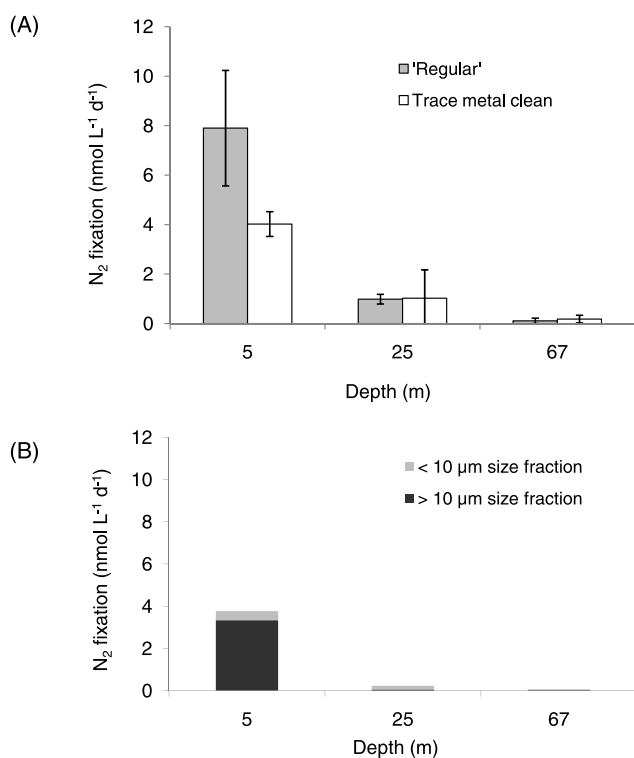 (A)
12
10
8
6
4
2
0
N₂ fixation (nmol L⁻¹ d⁻¹)
'Regular'
Trace metal clean
5 25 67
Depth (m)
(B)
12
10
8
6
4
2
0
N₂ fixation (nmol L⁻¹ d⁻¹)
< 10 µm size fraction
> 10 µm size fraction
5 25 67
Depth (m)